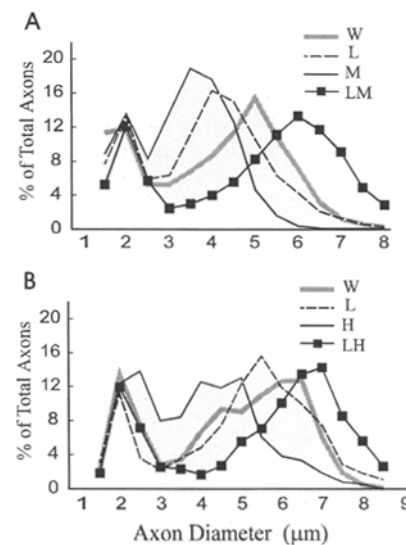 A
W
L
M
LM
% of Total Axons
20
16
12
8
4
0
1 2 3 4 5 6 7 8
B
W
L
H
LH
% of Total Axons
20
16
12
8
4
0
1 2 3 4 5 6 7 8 9
Axon Diameter (μm)